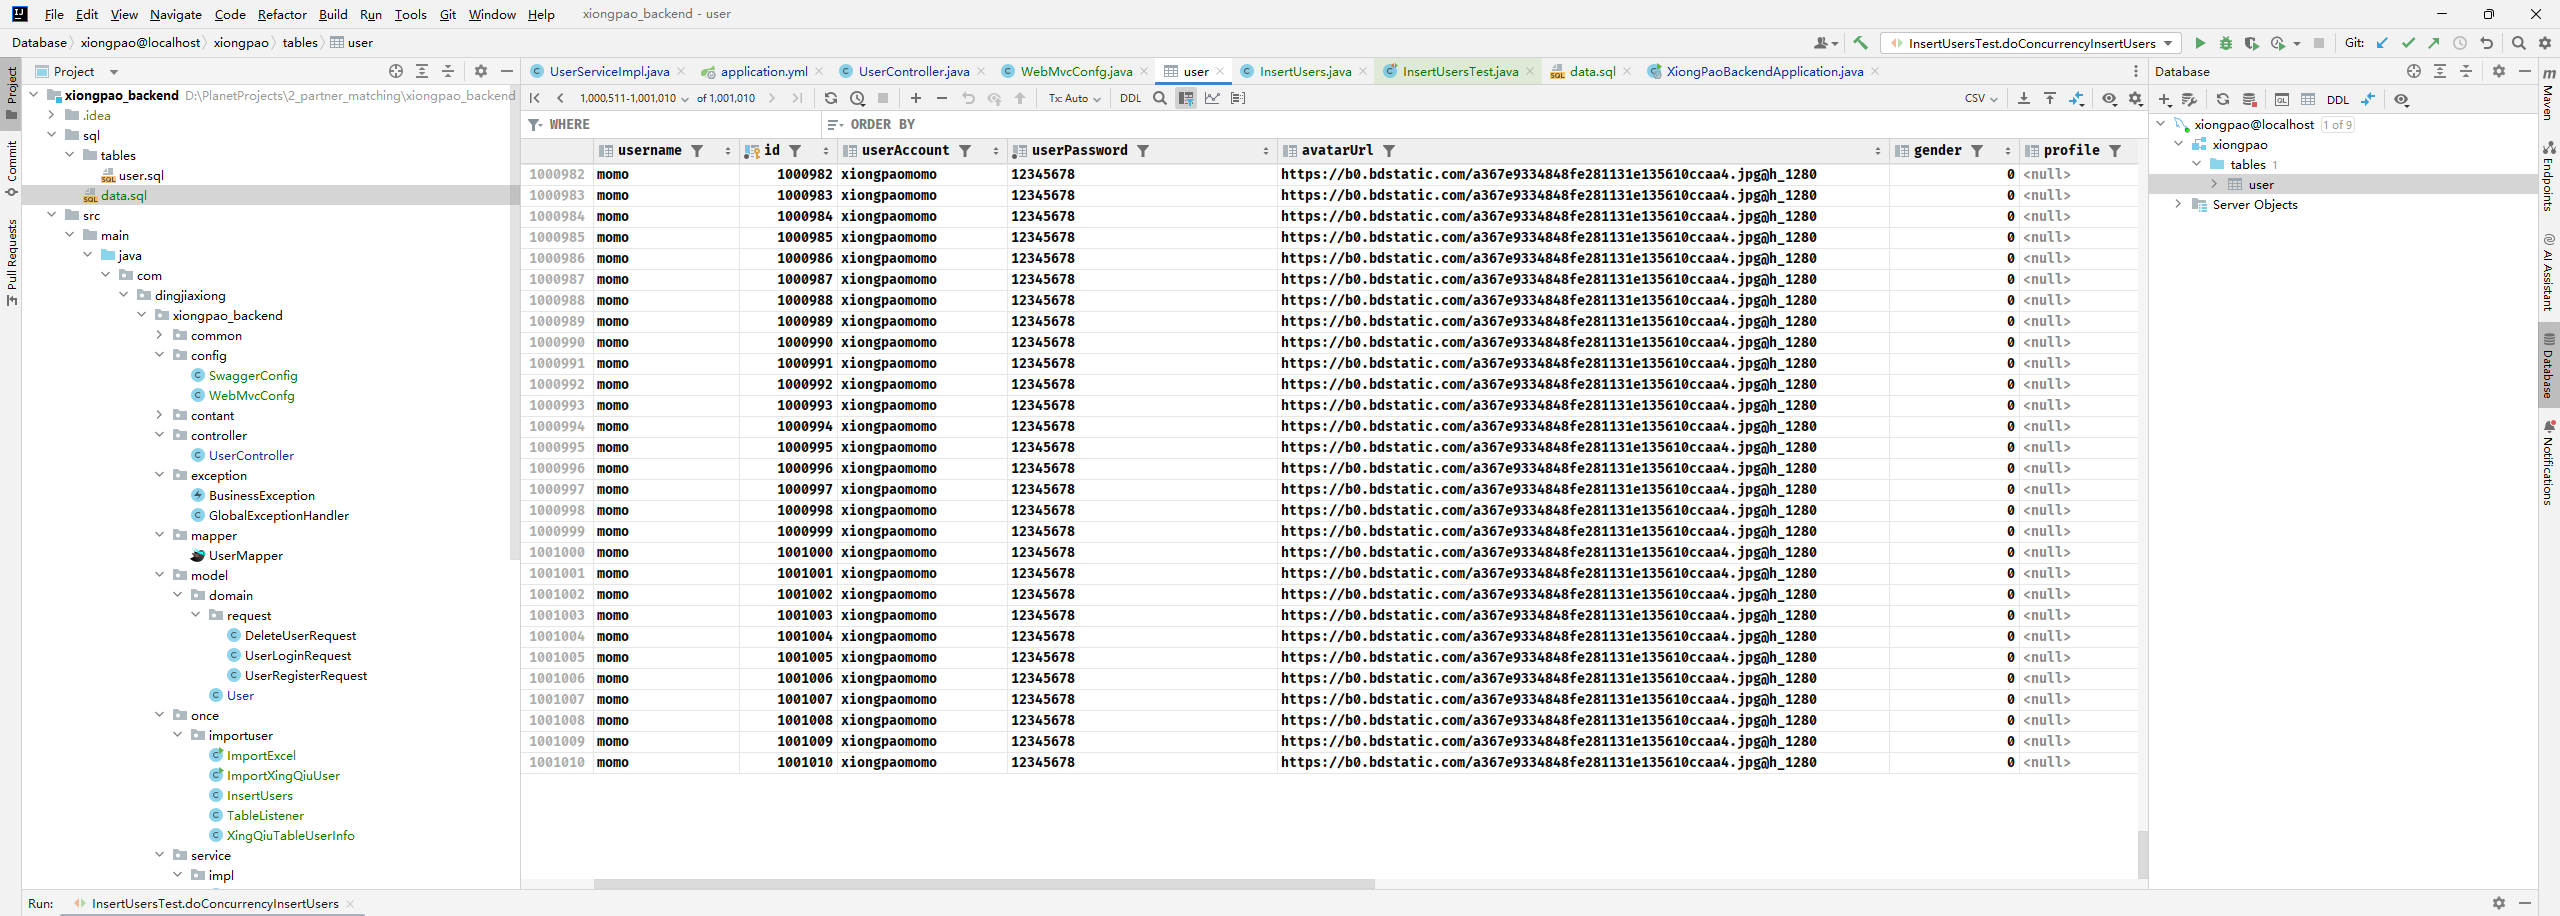 File Edit View Navigate Code Refactor Build Run Tools Git Window Help xiongpao_backend - user
Database xiongpao@localhost xiongpao tables user
InsertUsersTest.doConcurrencyInsertUsers Git:
Project
UserServiceImpl.java application.yml UserController.java WebMvcConfg.java user InsertUsers.java InsertUsersTest.java data.sql XiongPaoBackendApplication.java
Database
1,000,511-1,001,010 of 1,001,010 Tx: Auto DDL CSV
DDL
WHERE ORDER BY
username id userAccount userPassword avatarUrl gender profile
1000982 momo 1000982 xiongpaomomo 12345678 https://b0.bdstatic.com/a367e9334848fe281131e135610ccaa4.jpg@h_1280 0 <null>
1000983 momo 1000983 xiongpaomomo 12345678 https://b0.bdstatic.com/a367e9334848fe281131e135610ccaa4.jpg@h_1280 0 <null>
1000984 momo 1000984 xiongpaomomo 12345678 https://b0.bdstatic.com/a367e9334848fe281131e135610ccaa4.jpg@h_1280 0 <null>
1000985 momo 1000985 xiongpaomomo 12345678 https://b0.bdstatic.com/a367e9334848fe281131e135610ccaa4.jpg@h_1280 0 <null>
1000986 momo 1000986 xiongpaomomo 12345678 https://b0.bdstatic.com/a367e9334848fe281131e135610ccaa4.jpg@h_1280 0 <null>
1000987 momo 1000987 xiongpaomomo 12345678 https://b0.bdstatic.com/a367e9334848fe281131e135610ccaa4.jpg@h_1280 0 <null>
1000988 momo 1000988 xiongpaomomo 12345678 https://b0.bdstatic.com/a367e9334848fe281131e135610ccaa4.jpg@h_1280 0 <null>
1000989 momo 1000989 xiongpaomomo 12345678 https://b0.bdstatic.com/a367e9334848fe281131e135610ccaa4.jpg@h_1280 0 <null>
1000990 momo 1000990 xiongpaomomo 12345678 https://b0.bdstatic.com/a367e9334848fe281131e135610ccaa4.jpg@h_1280 0 <null>
1000991 momo 1000991 xiongpaomomo 12345678 https://b0.bdstatic.com/a367e9334848fe281131e135610ccaa4.jpg@h_1280 0 <null>
1000992 momo 1000992 xiongpaomomo 12345678 https://b0.bdstatic.com/a367e9334848fe281131e135610ccaa4.jpg@h_1280 0 <null>
1000993 momo 1000993 xiongpaomomo 12345678 https://b0.bdstatic.com/a367e9334848fe281131e135610ccaa4.jpg@h_1280 0 <null>
1000994 momo 1000994 xiongpaomomo 12345678 https://b0.bdstatic.com/a367e9334848fe281131e135610ccaa4.jpg@h_1280 0 <null>
1000995 momo 1000995 xiongpaomomo 12345678 https://b0.bdstatic.com/a367e9334848fe281131e135610ccaa4.jpg@h_1280 0 <null>
1000996 momo 1000996 xiongpaomomo 12345678 https://b0.bdstatic.com/a367e9334848fe281131e135610ccaa4.jpg@h_1280 0 <null>
1000997 momo 1000997 xiongpaomomo 12345678 https://b0.bdstatic.com/a367e9334848fe281131e135610ccaa4.jpg@h_1280 0 <null>
1000998 momo 1000998 xiongpaomomo 12345678 https://b0.bdstatic.com/a367e9334848fe281131e135610ccaa4.jpg@h_1280 0 <null>
1000999 momo 1000999 xiongpaomomo 12345678 https://b0.bdstatic.com/a367e9334848fe281131e135610ccaa4.jpg@h_1280 0 <null>
1001000 momo 1001000 xiongpaomomo 12345678 https://b0.bdstatic.com/a367e9334848fe281131e135610ccaa4.jpg@h_1280 0 <null>
1001001 momo 1001001 xiongpaomomo 12345678 https://b0.bdstatic.com/a367e9334848fe281131e135610ccaa4.jpg@h_1280 0 <null>
1001002 momo 1001002 xiongpaomomo 12345678 https://b0.bdstatic.com/a367e9334848fe281131e135610ccaa4.jpg@h_1280 0 <null>
1001003 momo 1001003 xiongpaomomo 12345678 https://b0.bdstatic.com/a367e9334848fe281131e135610ccaa4.jpg@h_1280 0 <null>
1001004 momo 1001004 xiongpaomomo 12345678 https://b0.bdstatic.com/a367e9334848fe281131e135610ccaa4.jpg@h_1280 0 <null>
1001005 momo 1001005 xiongpaomomo 12345678 https://b0.bdstatic.com/a367e9334848fe281131e135610ccaa4.jpg@h_1280 0 <null>
1001006 momo 1001006 xiongpaomomo 12345678 https://b0.bdstatic.com/a367e9334848fe281131e135610ccaa4.jpg@h_1280 0 <null>
1001007 momo 1001007 xiongpaomomo 12345678 https://b0.bdstatic.com/a367e9334848fe281131e135610ccaa4.jpg@h_1280 0 <null>
1001008 momo 1001008 xiongpaomomo 12345678 https://b0.bdstatic.com/a367e9334848fe281131e135610ccaa4.jpg@h_1280 0 <null>
1001009 momo 1001009 xiongpaomomo 12345678 https://b0.bdstatic.com/a367e9334848fe281131e135610ccaa4.jpg@h_1280 0 <null>
1001010 momo 1001010 xiongpaomomo 12345678 https://b0.bdstatic.com/a367e9334848fe281131e135610ccaa4.jpg@h_1280 0 <null>
xiongpao_backend D:\PlanetProjects\2_partner_matching\xiongpao_backend
.idea
sql
tables
user.sql
data.sql
src
main
java
com
dingjiaxiong
xiongpao_backend
common
config
SwaggerConfig
WebMvcConfg
contant
controller
UserController
exception
BusinessException
GlobalExceptionHandler
mapper
UserMapper
model
domain
request
DeleteUserRequest
UserLoginRequest
UserRegisterRequest
User
once
importuser
ImportExcel
ImportXingQiuUser
InsertUsers
TableListener
XingQiuTableUserInfo
service
impl
xiongpao@localhost 1 of 9
xiongpao
tables 1
user
Server Objects
Project
Commit
Pull Requests
Maven
Endpoints
AI Assistant
Database
Notifications
Run: InsertUsersTest.doConcurrencyInsertUsers